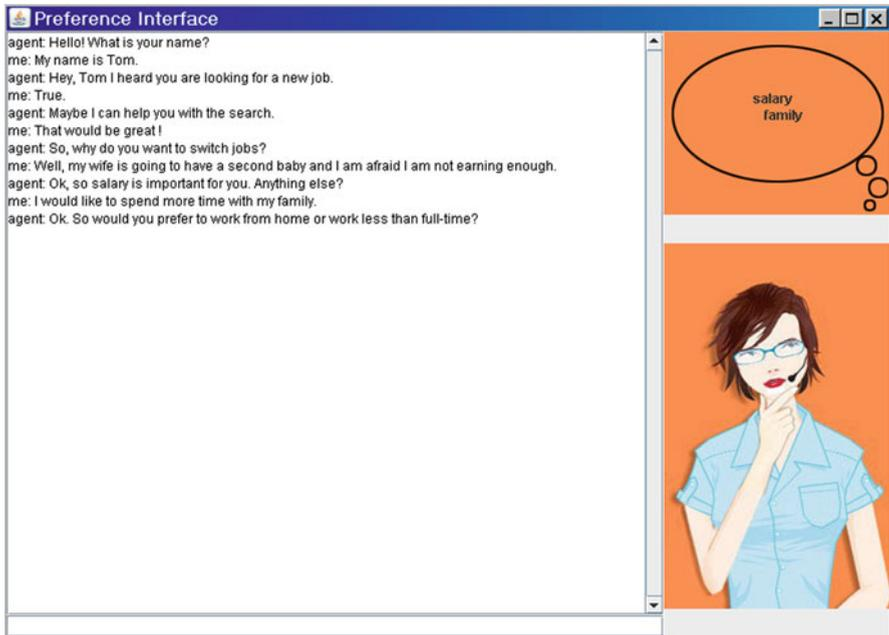 Preference Interface
agent: Hello! What is your name?
me: My name is Tom.
agent: Hey, Tom I heard you are looking for a new job.
me: True.
agent: Maybe I can help you with the search.
me: That would be great !
agent: So, why do you want to switch jobs?
me: Well, my wife is going to have a second baby and I am afraid I am not earning enough.
agent: Ok, so salary is important for you. Anything else?
me: I would like to spend more time with my family.
agent: Ok. So would you prefer to work from home or work less than full-time?
salary
family